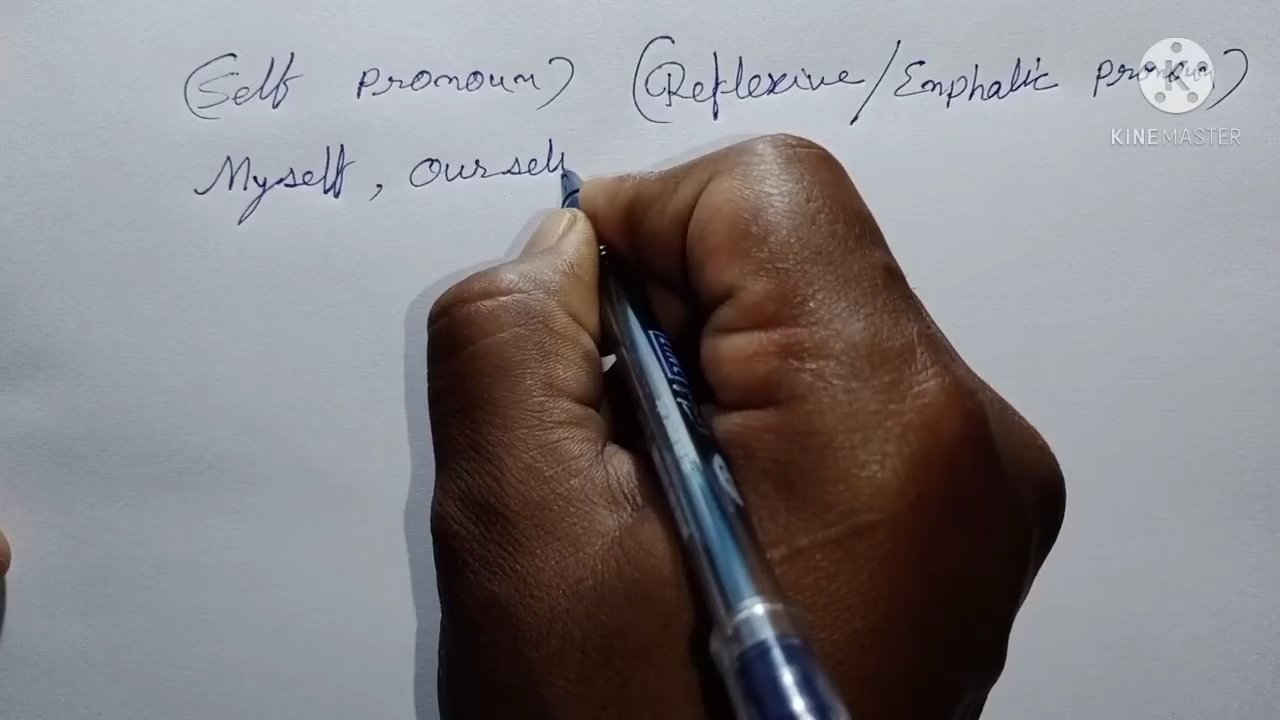 (Self pronoun) (Reflexive/Emphatic pronoun)
KINEMASTER
Myself, Oursel